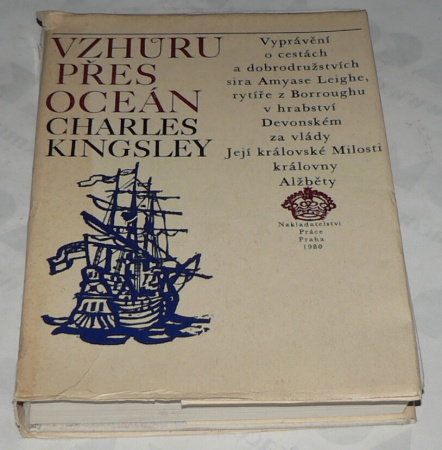 VZHŮRU
PŘES
OCEÁN
CHARLES
KINGSLEY
Vyprávění
o cestách
a dobrodružstvích
sira Amyase Leighe,
rytíře z Borroughu
v hrabství
Devonském
za vlády
Její královské Milosti
královny
Alžběty
Nakladatelství
Práce
Praha
1980